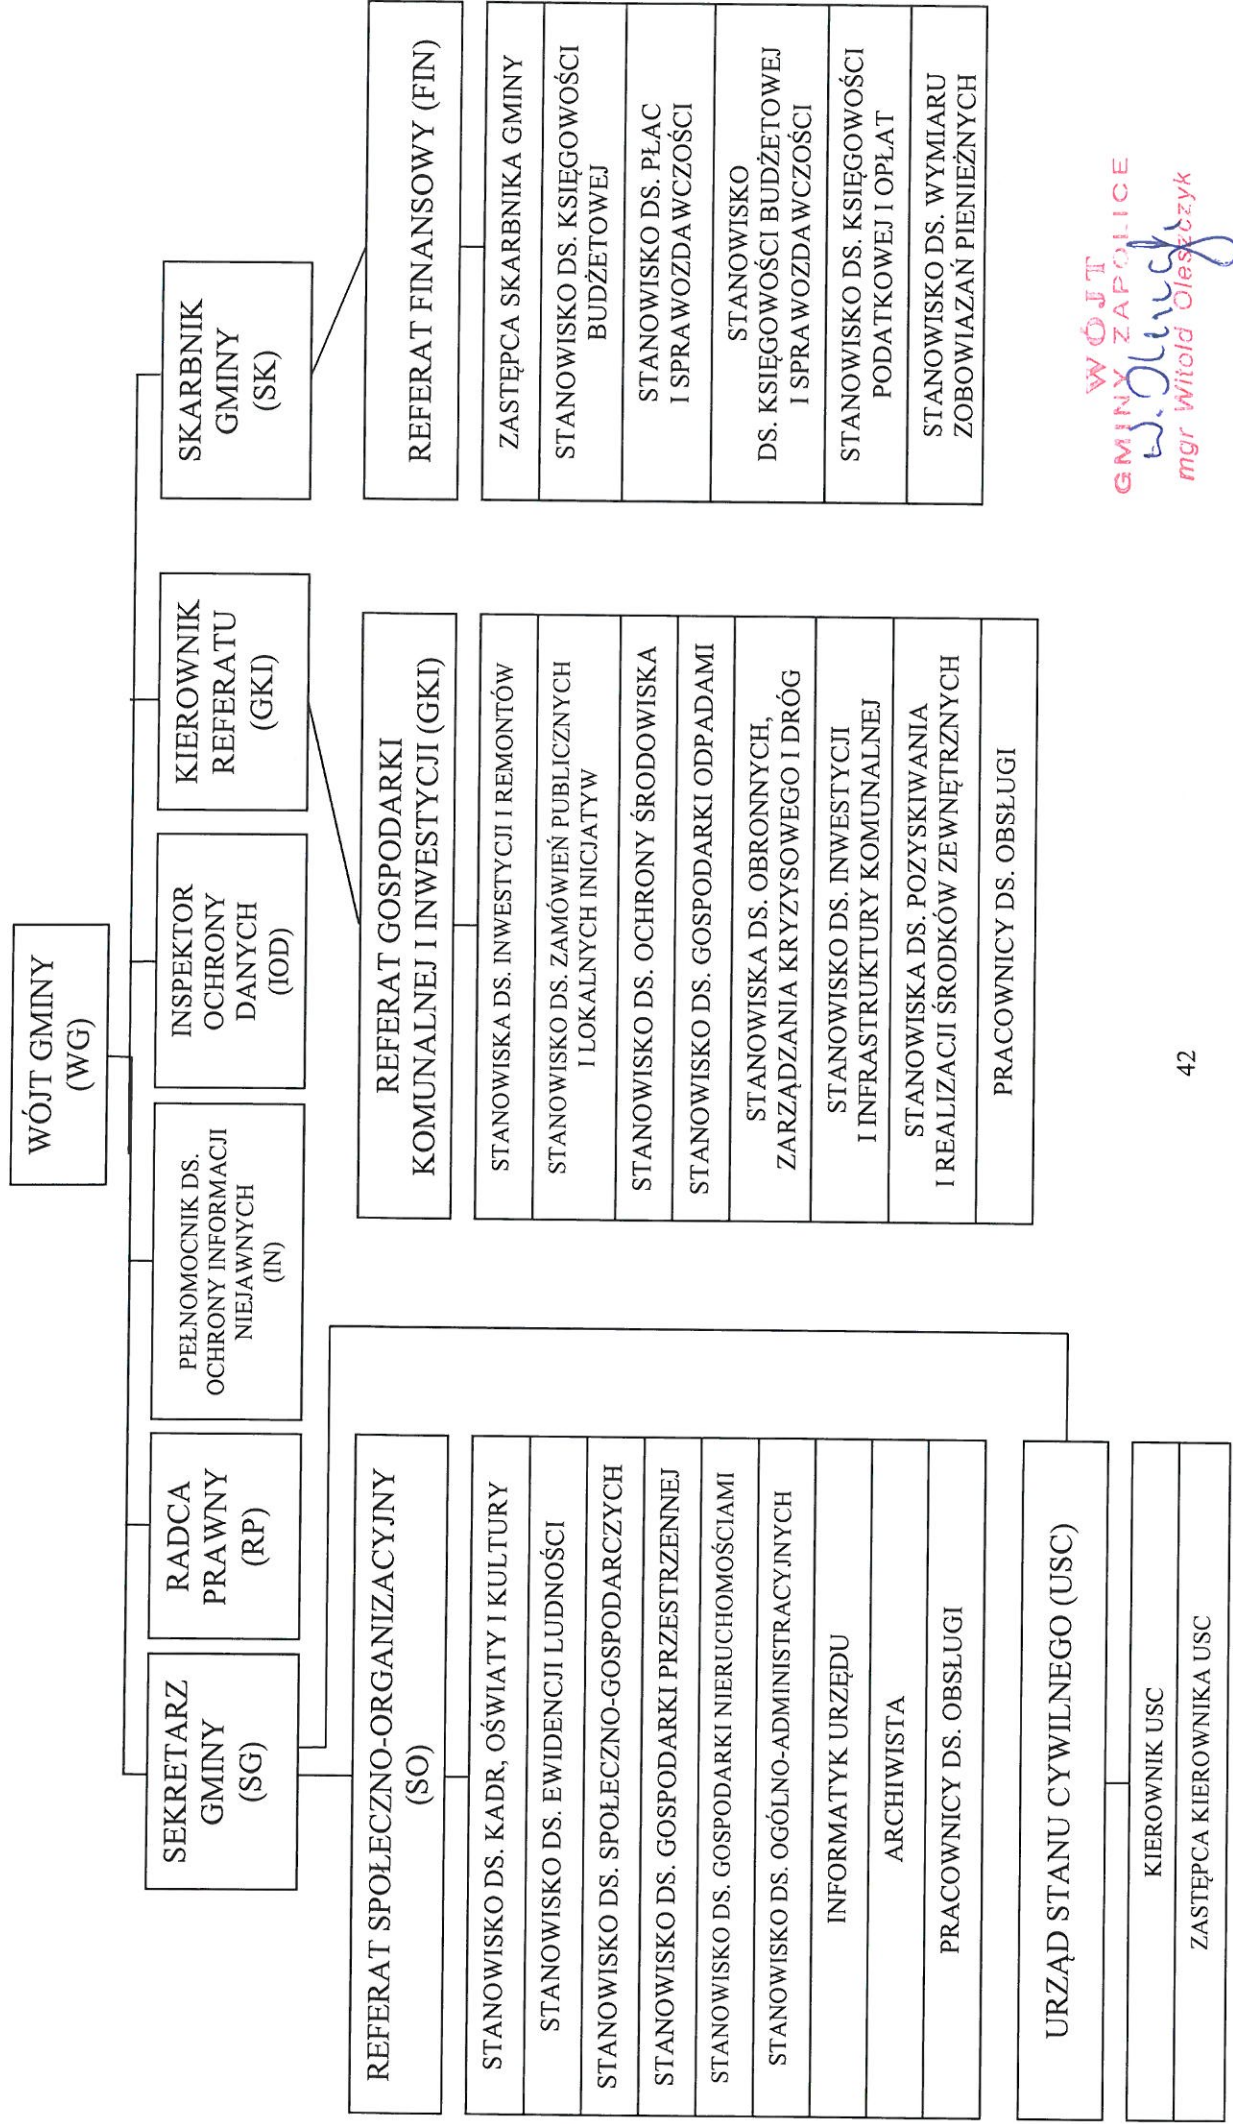 WÓJT GMINY
(WG)
SEKRETARZ
GMINY
(SG)
RADCA
PRAWNY
(RP)
PEŁNOMOCNIK DS.
OCHRONY INFORMACJI
NIEJAWNYCH
(IN)
INSPEKTOR
OCHRONY
DANYCH
(IOD)
KIEROWNIK
REFERATU
(GKI)
SKARBNIK
GMINY
(SK)
REFERAT SPOŁECZNO-ORGANIZACYJNY
(SO)
STANOWISKO DS. KADR, OŚWIATY I KULTURY
STANOWISKO DS. EWIDENCJI LUDNOŚCI
STANOWISKO DS. SPOŁECZNO-GOSPODARCZYCH
STANOWISKO DS. GOSPODARKI PRZESTRZENNEJ
STANOWISKO DS. GOSPODARKI NIERUCHOMOŚCIAMI
STANOWISKO DS. OGÓLNO-ADMINISTRACYJNYCH
INFORMATYK URZĘDU
ARCHIWISTA
PRACOWNICY DS. OBSŁUGI
URZĄD STANU CYWILNEGO (USC)
KIEROWNIK USC
ZASTĘPCA KIEROWNIKA USC
REFERAT GOSPODARKI
KOMUNALNEJ I INWESTYCJI (GKI)
STANOWISKA DS. INWESTYCJI I REMONTÓW
STANOWISKO DS. ZAMÓWIEŃ PUBLICZNYCH
I LOKALNYCH INICJATYW
STANOWISKO DS. OCHRONY ŚRODOWISKA
STANOWISKO DS. GOSPODARKI ODPADAMI
STANOWISKA DS. OBRONNYCH,
ZARZĄDZANIA KRYZYSOWEGO I DRÓG
STANOWISKO DS. INWESTYCJI
I INFRASTRUKTURY KOMUNALNEJ
STANOWISKA DS. POZYSKIWANIA
I REALIZACJI ŚRODKÓW ZEWNĘTRZNYCH
PRACOWNICY DS. OBSŁUGI
REFERAT FINANSOWY (FIN)
ZASTĘPCA SKARBNIKA GMINY
STANOWISKO DS. KSIĘGOWOŚCI
BUDŻETOWEJ
STANOWISKO DS. PŁAC
I SPRAWOZDAWCZOŚCI
STANOWISKO
DS. KSIĘGOWOŚCI BUDŻETOWEJ
I SPRAWOZDAWCZOŚCI
STANOWISKO DS. KSIĘGOWOŚCI
PODATKOWEJ I OPŁAT
STANOWISKO DS. WYMIARU
ZOBOWIAZAŃ PIENIEŻNYCH
WÓJT
GMINY ZAPOLICE
mgr Witold Oleszczyk
42